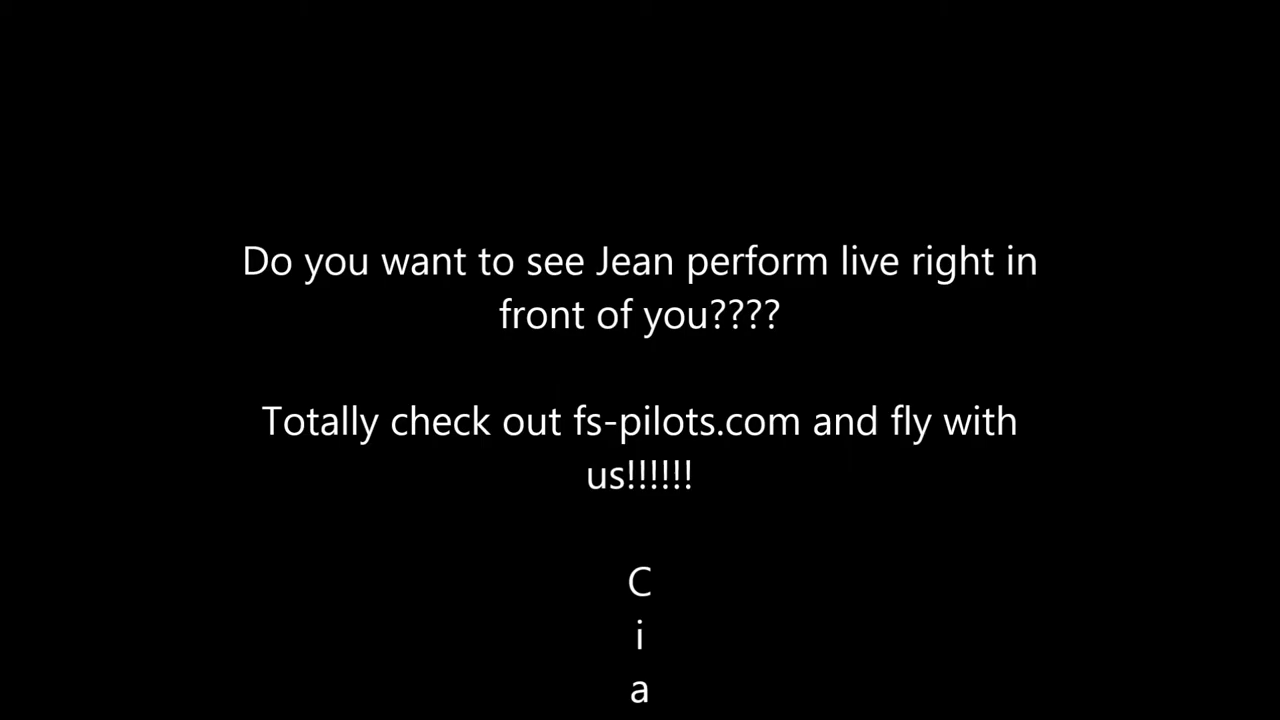 Do you want to see Jean perform live right in
front of you????
Totally check out fs-pilots.com and fly with
us!!!!!!
C
i
a